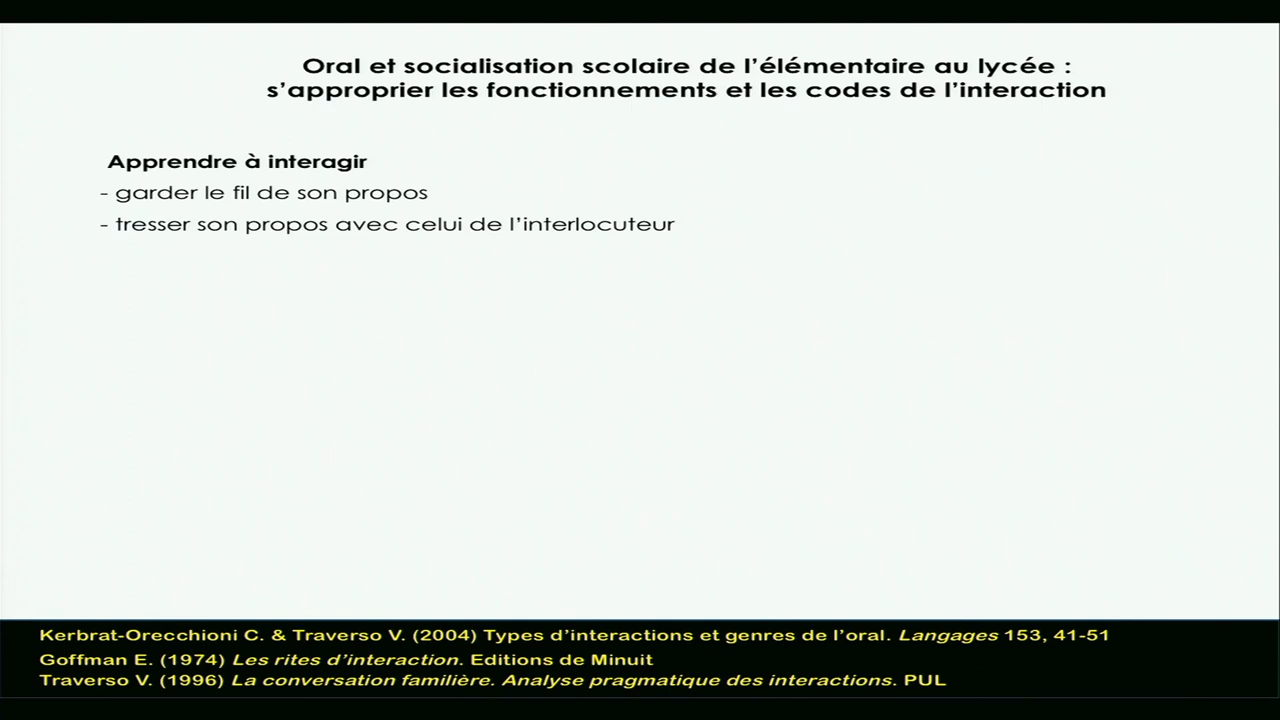 Oral et socialisation scolaire de l’élémentaire au lycée :
s’approprier les fonctionnements et les codes de l’interaction
Apprendre à interagir
- garder le fil de son propos
- tresser son propos avec celui de l’interlocuteur
Kerbrat-Orecchioni C. & Traverso V. (2004) Types d’interactions et genres de l’oral. Langages 153, 41-51
Goffman E. (1974) Les rites d’interaction. Editions de Minuit
Traverso V. (1996) La conversation familière. Analyse pragmatique des interactions. PUL